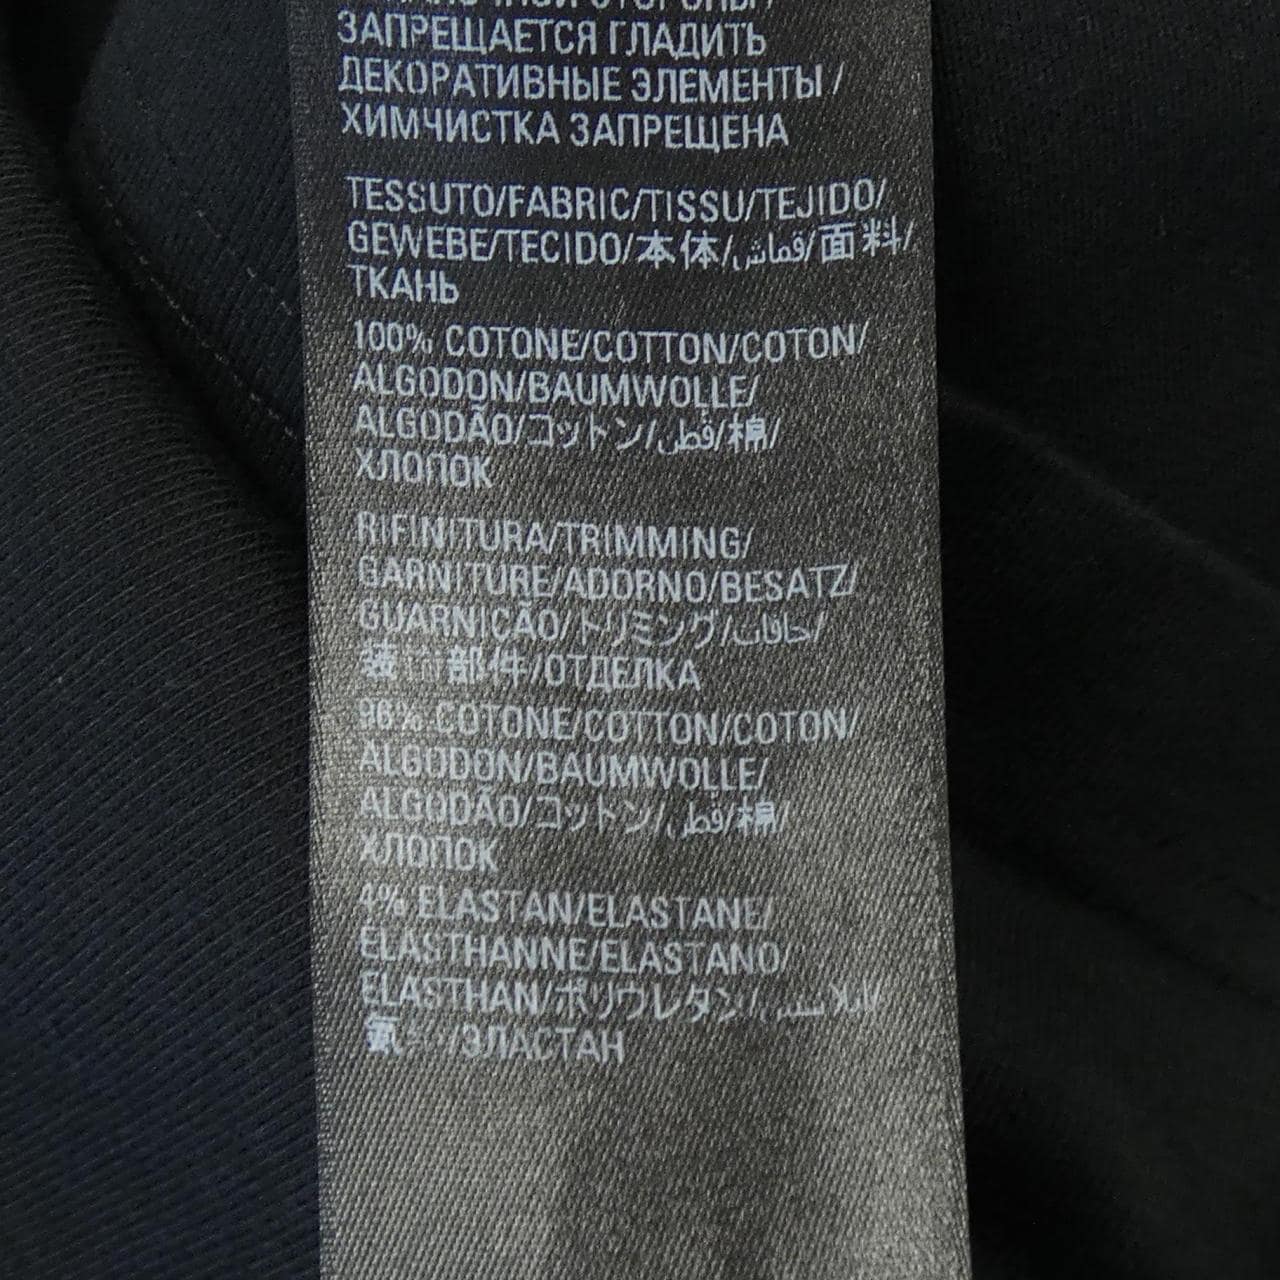 ЗАПРЕЩАЕТСЯ ГЛАДИТЬ
ДЕКОРАТИВНЫЕ ЭЛЕМЕНТЫ /
ХИМЧИСТКА ЗАПРЕЩЕНА
TESSUTO/FABRIC/TISSU/TEJIDO/
GEWEBE/TECIDO/本体/قماش/面料/
ТКАНЬ
100% COTONE/COTTON/COTON/
ALGODON/BAUMWOLLE/
ALGODÃO/コットン/قطن/棉/
ХЛОПОК
RIFINITURA/TRIMMING/
GARNITURE/ADORNO/BESATZ/
GUARNIÇÃO/トリミング/حافات/
装 部件/ОТДЕЛКА
96% COTONE/COTTON/COTON/
ALGODON/BAUMWOLLE/
ALGODÃO/コットン/قطن/棉/
ХЛОПОК
4% ELASTAN/ELASTANE/
ELASTHANNE/ELASTANO/
ELASTHAN/ポリウレタン/
/ЭЛАСТАН